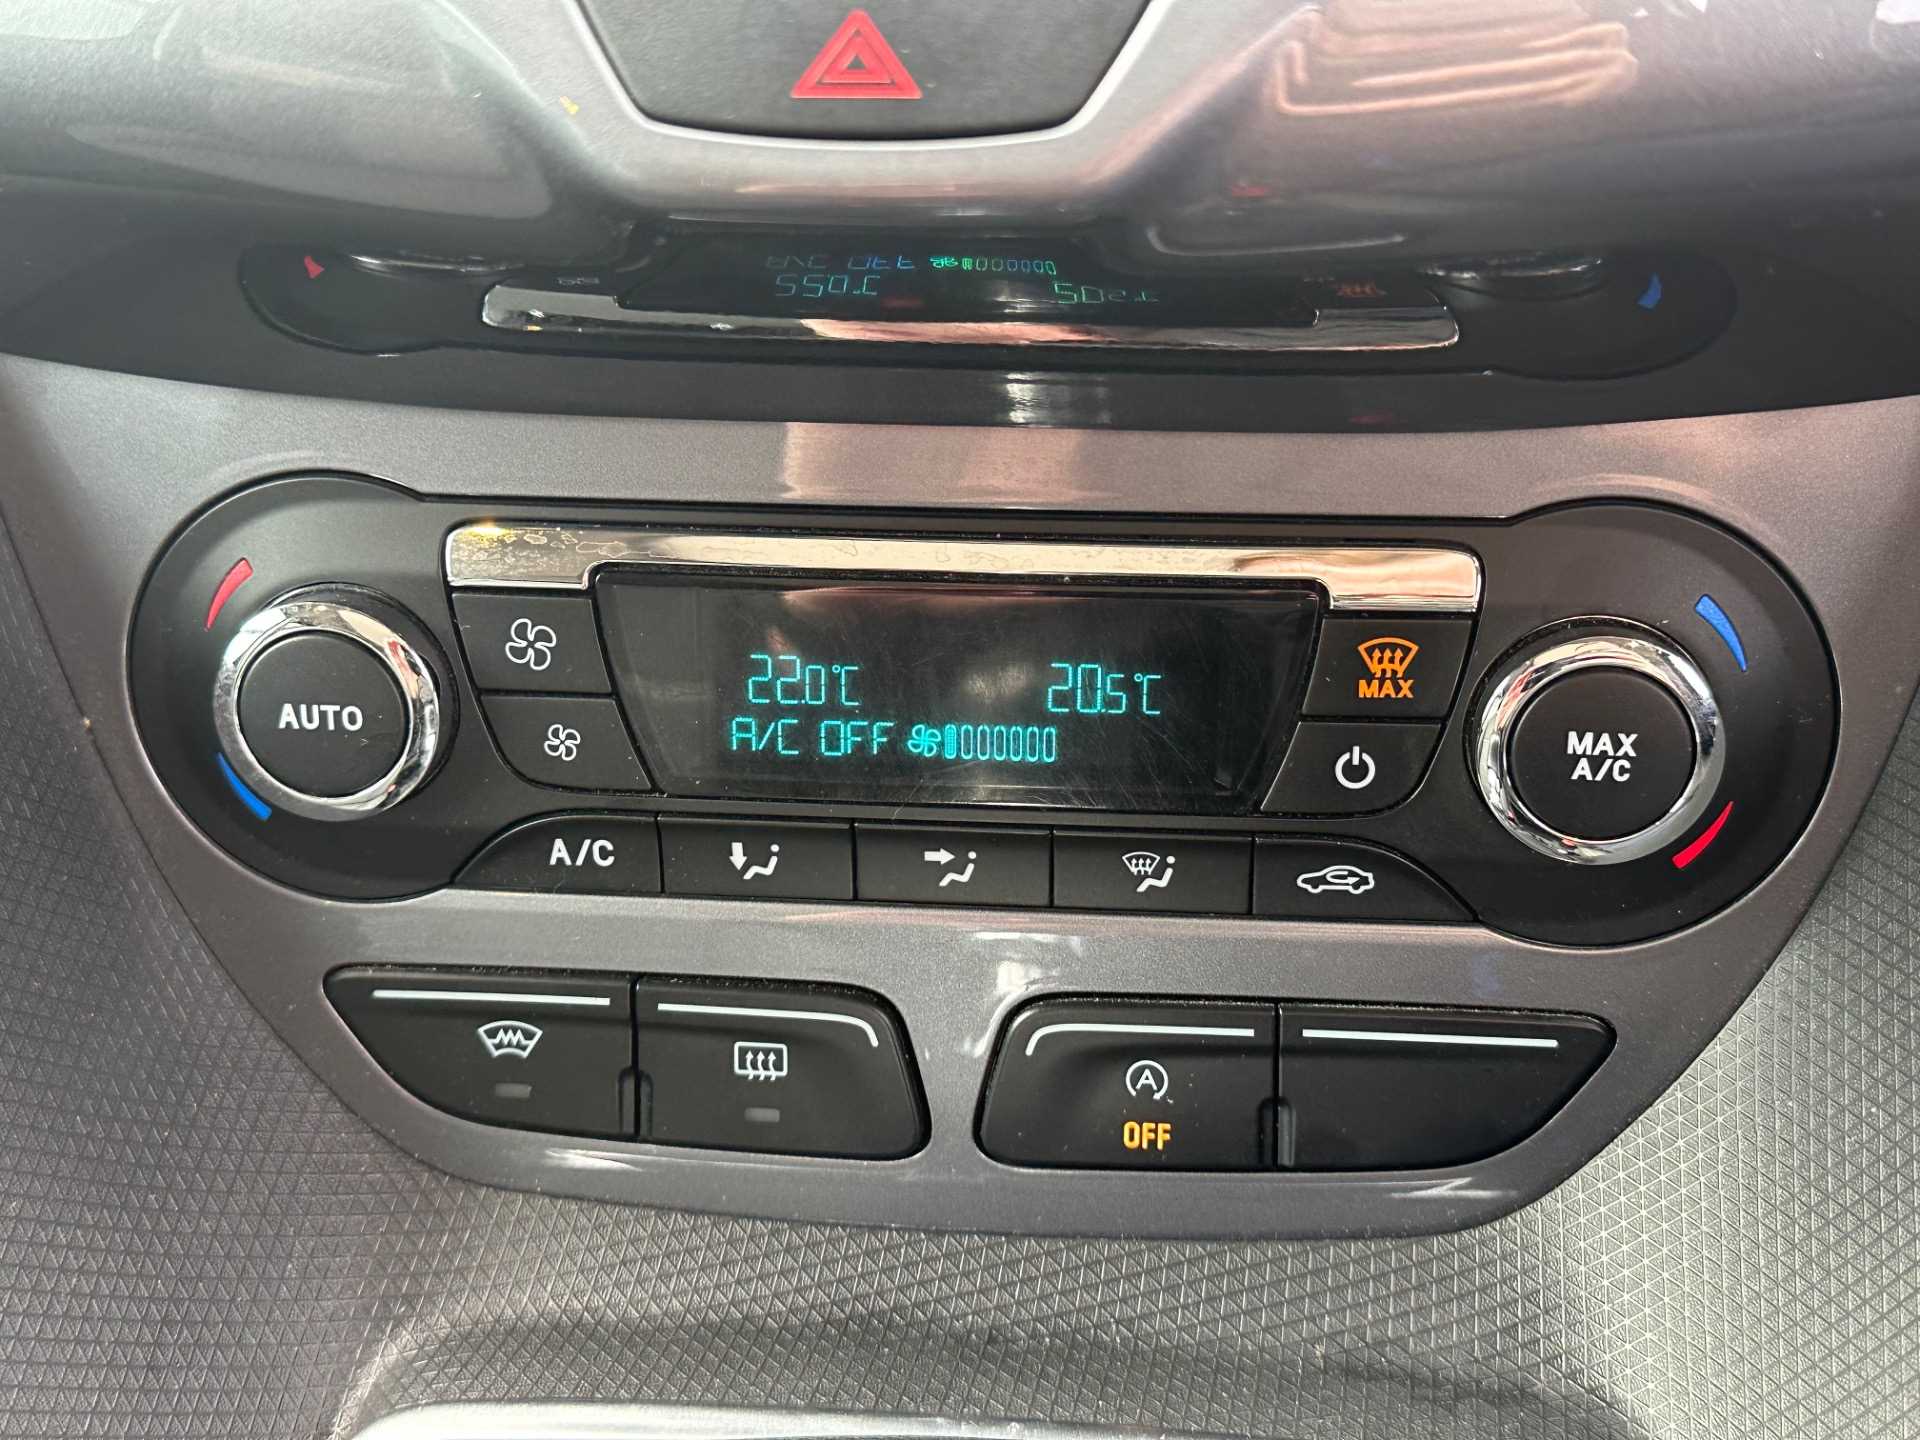 22.0°C 20.5°C
A/C OFF
MAX
AUTO
MAX
A/C
A/C
A
OFF